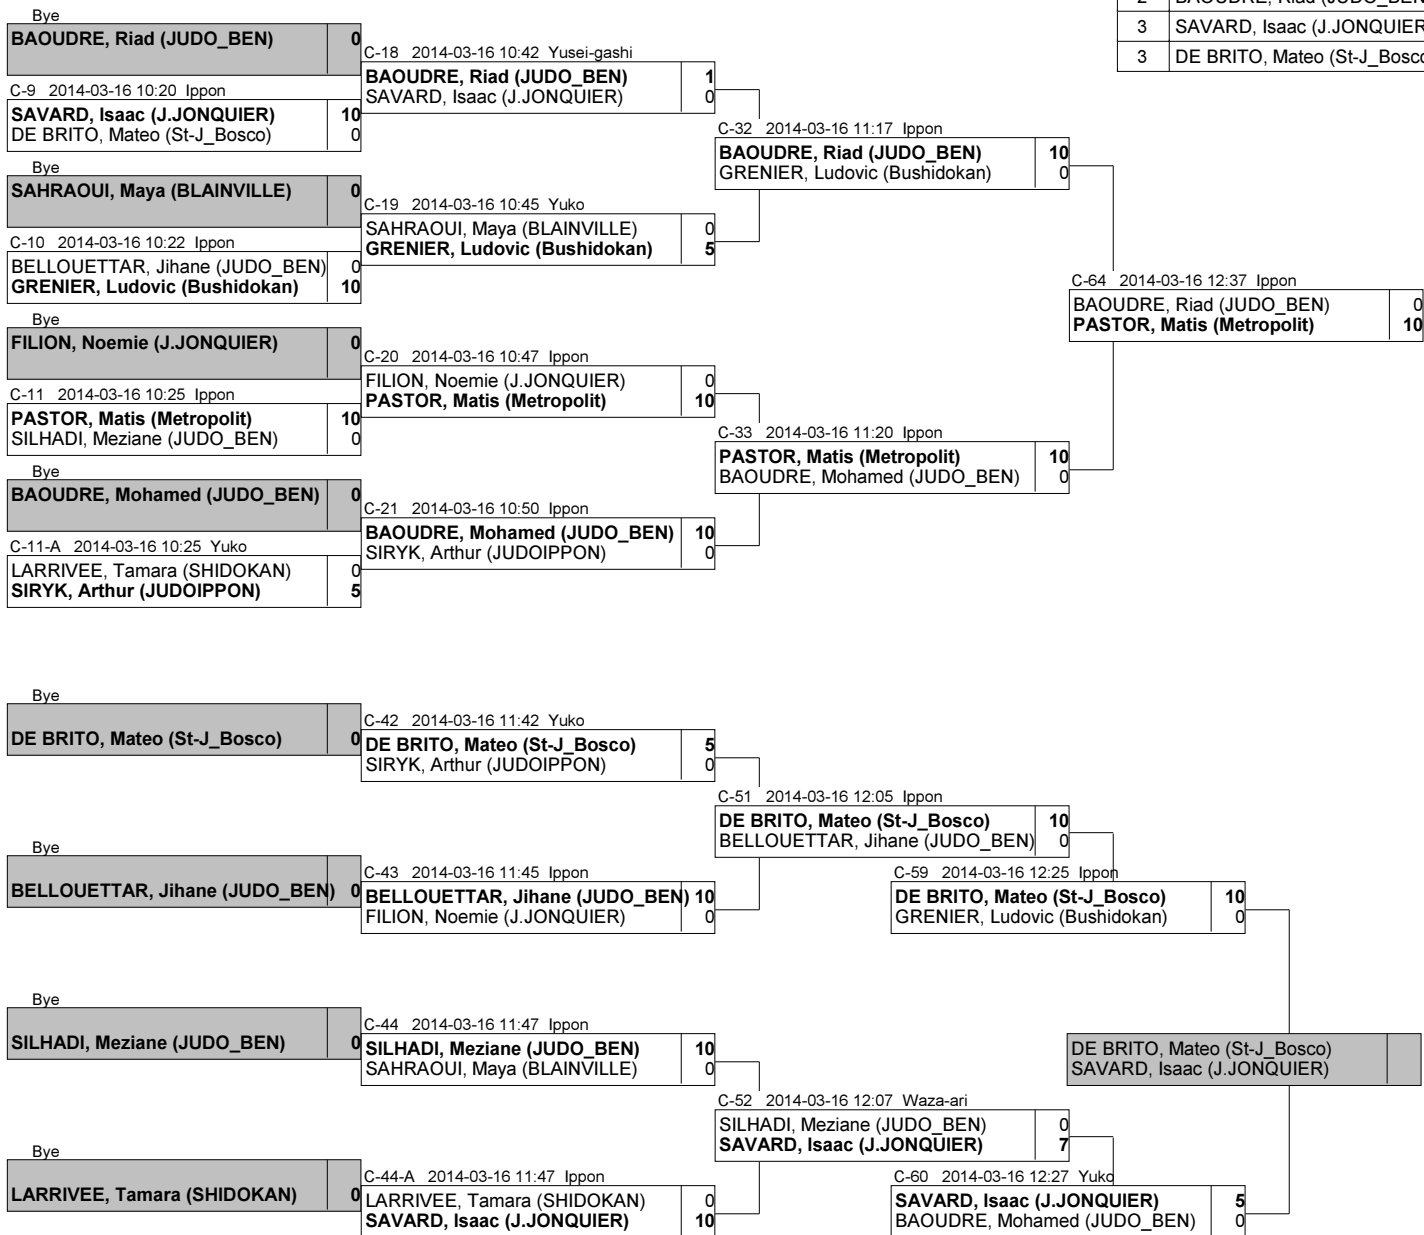 2 BAOUDRE, Riad (JUDO_BEN
3 SAVARD, Isaac (J.JONQUIER
3 DE BRITO, Mateo (St-J_Bosco
Bye
BAOUDRE, Riad (JUDO_BEN) 0
C-9 2014-03-16 10:20 Ippon
SAVARD, Isaac (J.JONQUIER) 10
DE BRITO, Mateo (St-J_Bosco) 0
Bye
SAHRAOUI, Maya (BLAINVILLE) 0
C-10 2014-03-16 10:22 Ippon
BELLOUETTAR, Jihane (JUDO_BEN) 0
GRENIER, Ludovic (Bushidokan) 10
Bye
FILION, Noemie (J.JONQUIER) 0
C-11 2014-03-16 10:25 Ippon
PASTOR, Matis (Metropolit) 10
SILHADI, Meziane (JUDO_BEN) 0
Bye
BAOUDRE, Mohamed (JUDO_BEN) 0
C-11-A 2014-03-16 10:25 Yuko
LARRIVEE, Tamara (SHIDOKAN) 0
SIRYK, Arthur (JUDOIPPON) 5
C-18 2014-03-16 10:42 Yusei-gashi
BAOUDRE, Riad (JUDO_BEN) 1
SAVARD, Isaac (J.JONQUIER) 0
C-19 2014-03-16 10:45 Yuko
SAHRAOUI, Maya (BLAINVILLE) 0
GRENIER, Ludovic (Bushidokan) 5
C-20 2014-03-16 10:47 Ippon
FILION, Noemie (J.JONQUIER) 0
PASTOR, Matis (Metropolit) 10
C-21 2014-03-16 10:50 Ippon
BAOUDRE, Mohamed (JUDO_BEN) 10
SIRYK, Arthur (JUDOIPPON) 0
C-32 2014-03-16 11:17 Ippon
BAOUDRE, Riad (JUDO_BEN) 10
GRENIER, Ludovic (Bushidokan) 0
C-33 2014-03-16 11:20 Ippon
PASTOR, Matis (Metropolit) 10
BAOUDRE, Mohamed (JUDO_BEN) 0
C-64 2014-03-16 12:37 Ippon
BAOUDRE, Riad (JUDO_BEN) 0
PASTOR, Matis (Metropolit) 10
Bye
DE BRITO, Mateo (St-J_Bosco) 0
Bye
BELLOUETTAR, Jihane (JUDO_BEN) 0
Bye
SILHADI, Meziane (JUDO_BEN) 0
Bye
LARRIVEE, Tamara (SHIDOKAN) 0
C-42 2014-03-16 11:42 Yuko
DE BRITO, Mateo (St-J_Bosco) 5
SIRYK, Arthur (JUDOIPPON) 0
C-43 2014-03-16 11:45 Ippon
BELLOUETTAR, Jihane (JUDO_BEN) 10
FILION, Noemie (J.JONQUIER) 0
C-44 2014-03-16 11:47 Ippon
SILHADI, Meziane (JUDO_BEN) 10
SAHRAOUI, Maya (BLAINVILLE) 0
C-44-A 2014-03-16 11:47 Ippon
LARRIVEE, Tamara (SHIDOKAN) 0
SAVARD, Isaac (J.JONQUIER) 10
C-51 2014-03-16 12:05 Ippon
DE BRITO, Mateo (St-J_Bosco) 10
BELLOUETTAR, Jihane (JUDO_BEN) 0
C-52 2014-03-16 12:07 Waza-ari
SILHADI, Meziane (JUDO_BEN) 0
SAVARD, Isaac (J.JONQUIER) 7
C-59 2014-03-16 12:25 Ippon
DE BRITO, Mateo (St-J_Bosco) 10
GRENIER, Ludovic (Bushidokan) 0
C-60 2014-03-16 12:27 Yuko
SAVARD, Isaac (J.JONQUIER) 5
BAOUDRE, Mohamed (JUDO_BEN) 0
DE BRITO, Mateo (St-J_Bosco)
SAVARD, Isaac (J.JONQUIER)